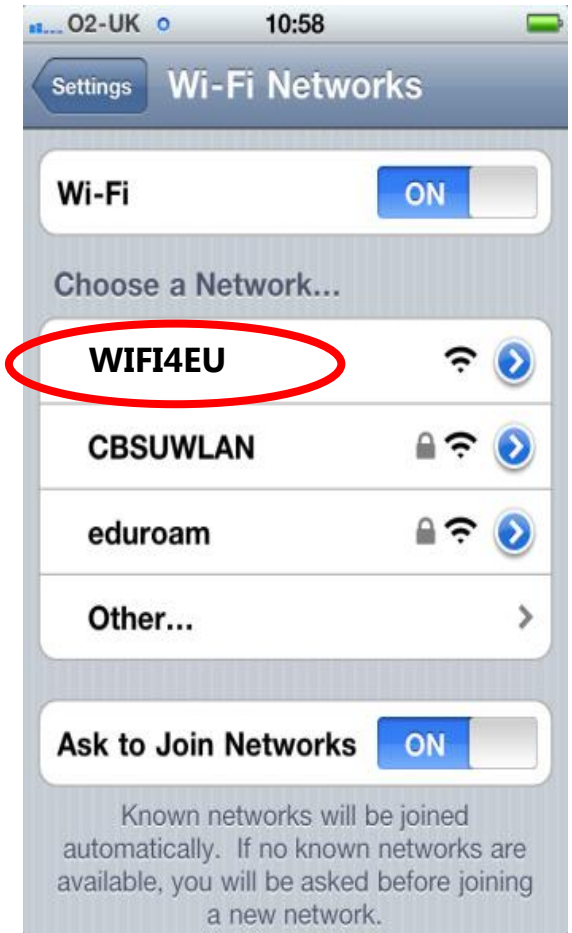 O2-UK 10:58
Settings Wi-Fi Networks
Wi-Fi ON
Choose a Network...
WIFI4EU
CBSUWLAN
eduroam
Other...
Ask to Join Networks ON
Known networks will be joined
automatically. If no known networks are
available, you will be asked before joining
a new network.